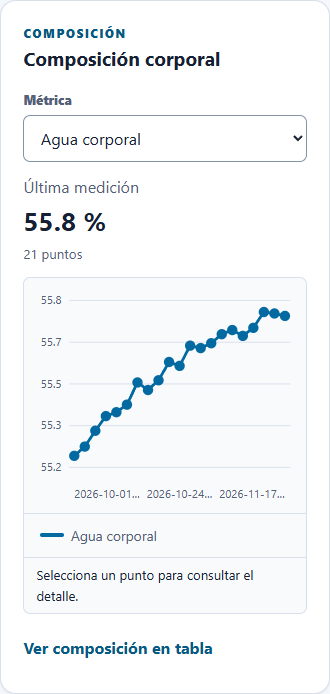 COMPOSICIÓN
Composición corporal
Métrica
Agua corporal
Última medición
55.8 %
21 puntos
55.8
55.7
55.5
55.3
55.2
2026-10-01... 2026-10-24... 2026-11-17...
Agua corporal
Selecciona un punto para consultar el
detalle.
Ver composición en tabla